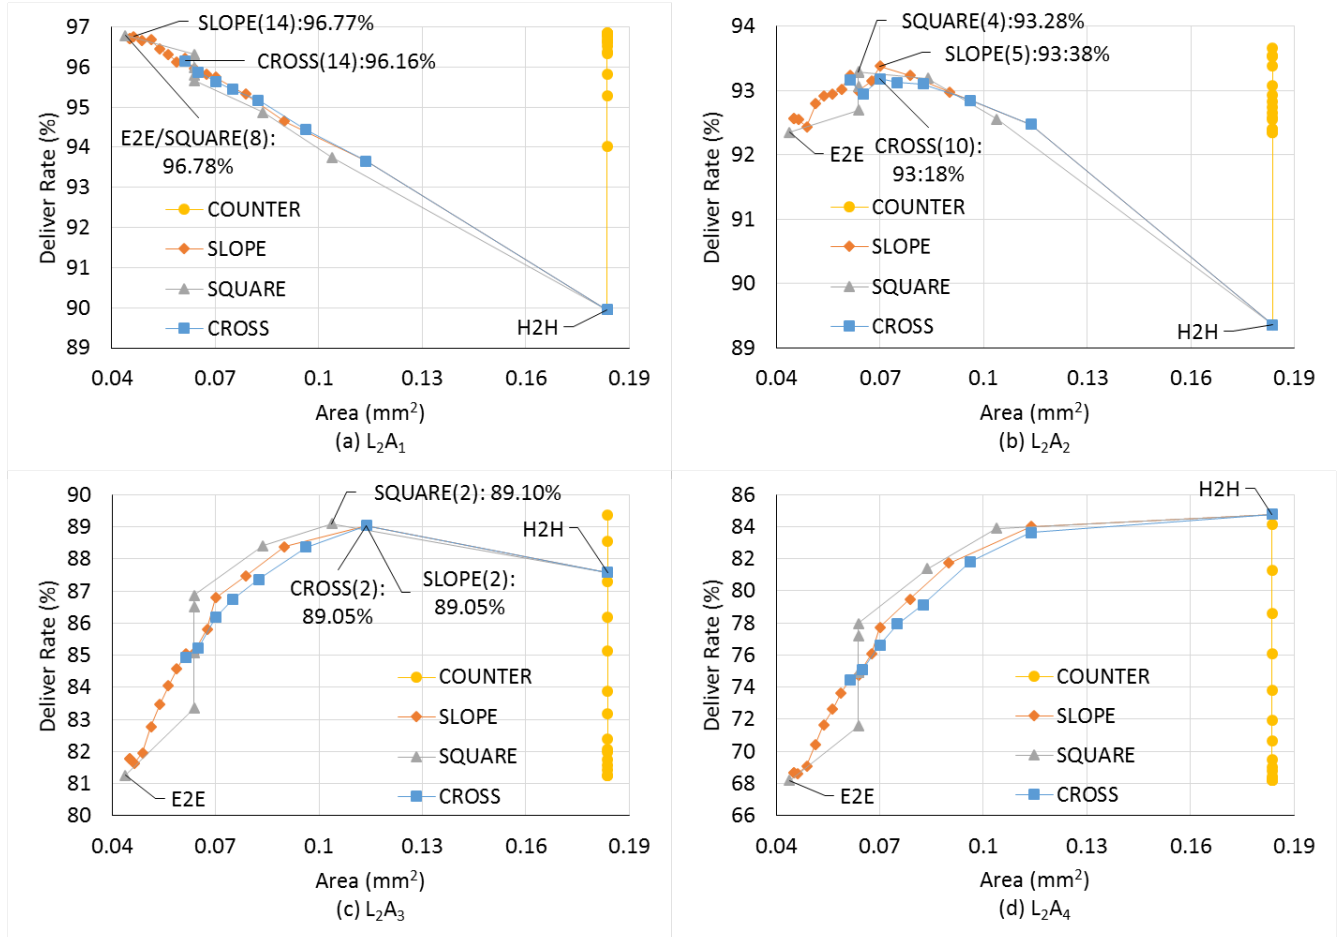 97
96
95
94
93
92
91
90
89
Deliver Rate (%)
SLOPE(14):96.77%
CROSS(14):96.16%
E2E/SQUARE(8):
96.78%
COUNTER
SLOPE
SQUARE
CROSS
H2H
0.04 0.07 0.1 0.13 0.16 0.19
Area (mm²)
(a) L₂A₁
94
93
92
91
90
89
Deliver Rate (%)
SQUARE(4):93.28%
SLOPE(5):93:38%
E2E
CROSS(10):
93:18%
COUNTER
SLOPE
SQUARE
CROSS
H2H
0.04 0.07 0.1 0.13 0.16 0.19
Area (mm²)
(b) L₂A₂
90
89
88
87
86
85
84
83
82
81
80
Deliver Rate (%)
SQUARE(2): 89.10%
H2H
CROSS(2):
89.05%
SLOPE(2):
89.05%
COUNTER
SLOPE
SQUARE
CROSS
E2E
0.04 0.07 0.1 0.13 0.16 0.19
Area (mm²)
(c) L₂A₃
86
84
82
80
78
76
74
72
70
68
66
Deliver Rate (%)
H2H
COUNTER
SLOPE
SQUARE
CROSS
E2E
0.04 0.07 0.1 0.13 0.16 0.19
Area (mm²)
(d) L₂A₄